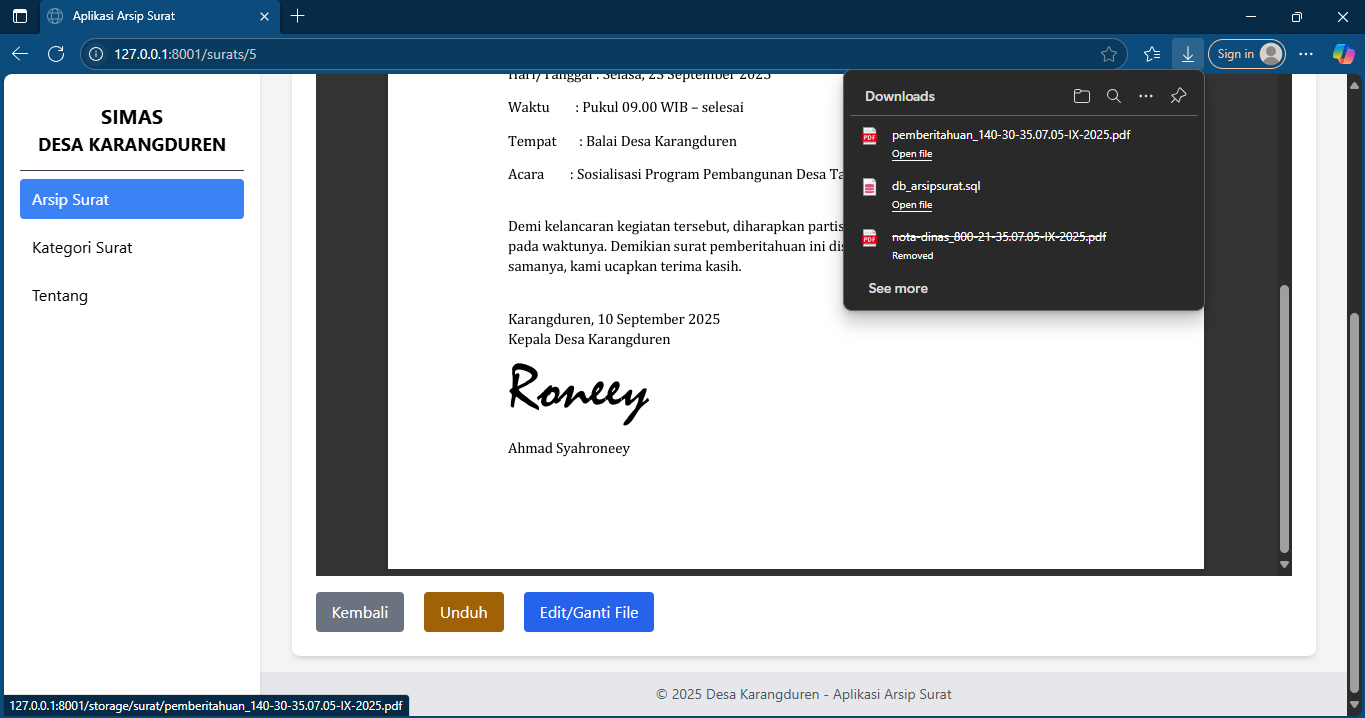 Aplikasi Arsip Surat
127.0.0.1:8001/surats/5
Sign in
SIMAS
DESA KARANGDUREN
Arsip Surat
Kategori Surat
Tentang
Hari/Tanggal : Selasa, 23 September 2025
Waktu : Pukul 09.00 WIB – selesai
Tempat : Balai Desa Karangduren
Acara : Sosialisasi Program Pembangunan Desa Ta
Demi kelancaran kegiatan tersebut, diharapkan partis
pada waktunya. Demikian surat pemberitahuan ini dis
samanya, kami ucapkan terima kasih.
Karangduren, 10 September 2025
Kepala Desa Karangduren
Roneey
Ahmad Syahroneey
Downloads
PDF
pemberitahuan_140-30-35.07.05-IX-2025.pdf
Open file
db_arsipsurat.sql
Open file
PDF
nota-dinas_800-21-35.07.05-IX-2025.pdf
Removed
See more
Kembali
Unduh
Edit/Ganti File
© 2025 Desa Karangduren - Aplikasi Arsip Surat
127.0.0.1:8001/storage/surat/pemberitahuan_140-30-35.07.05-IX-2025.pdf